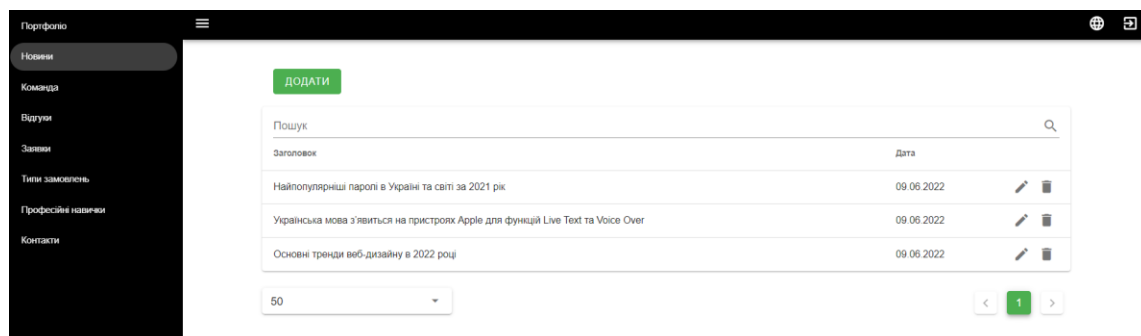 Портфоліо
Новини
Команда
Відгуки
Заявки
Типи замовлень
Професійні навички
Контакти
ДОДАТИ
Пошук
Заголовок Дата
Найпопулярніші паролі в Україні та світі за 2021 рік 09.06.2022
Українська мова з'явиться на пристроях Apple для функцій Live Text та Voice Over 09.06.2022
Основні тренди веб-дизайну в 2022 році 09.06.2022
50 1